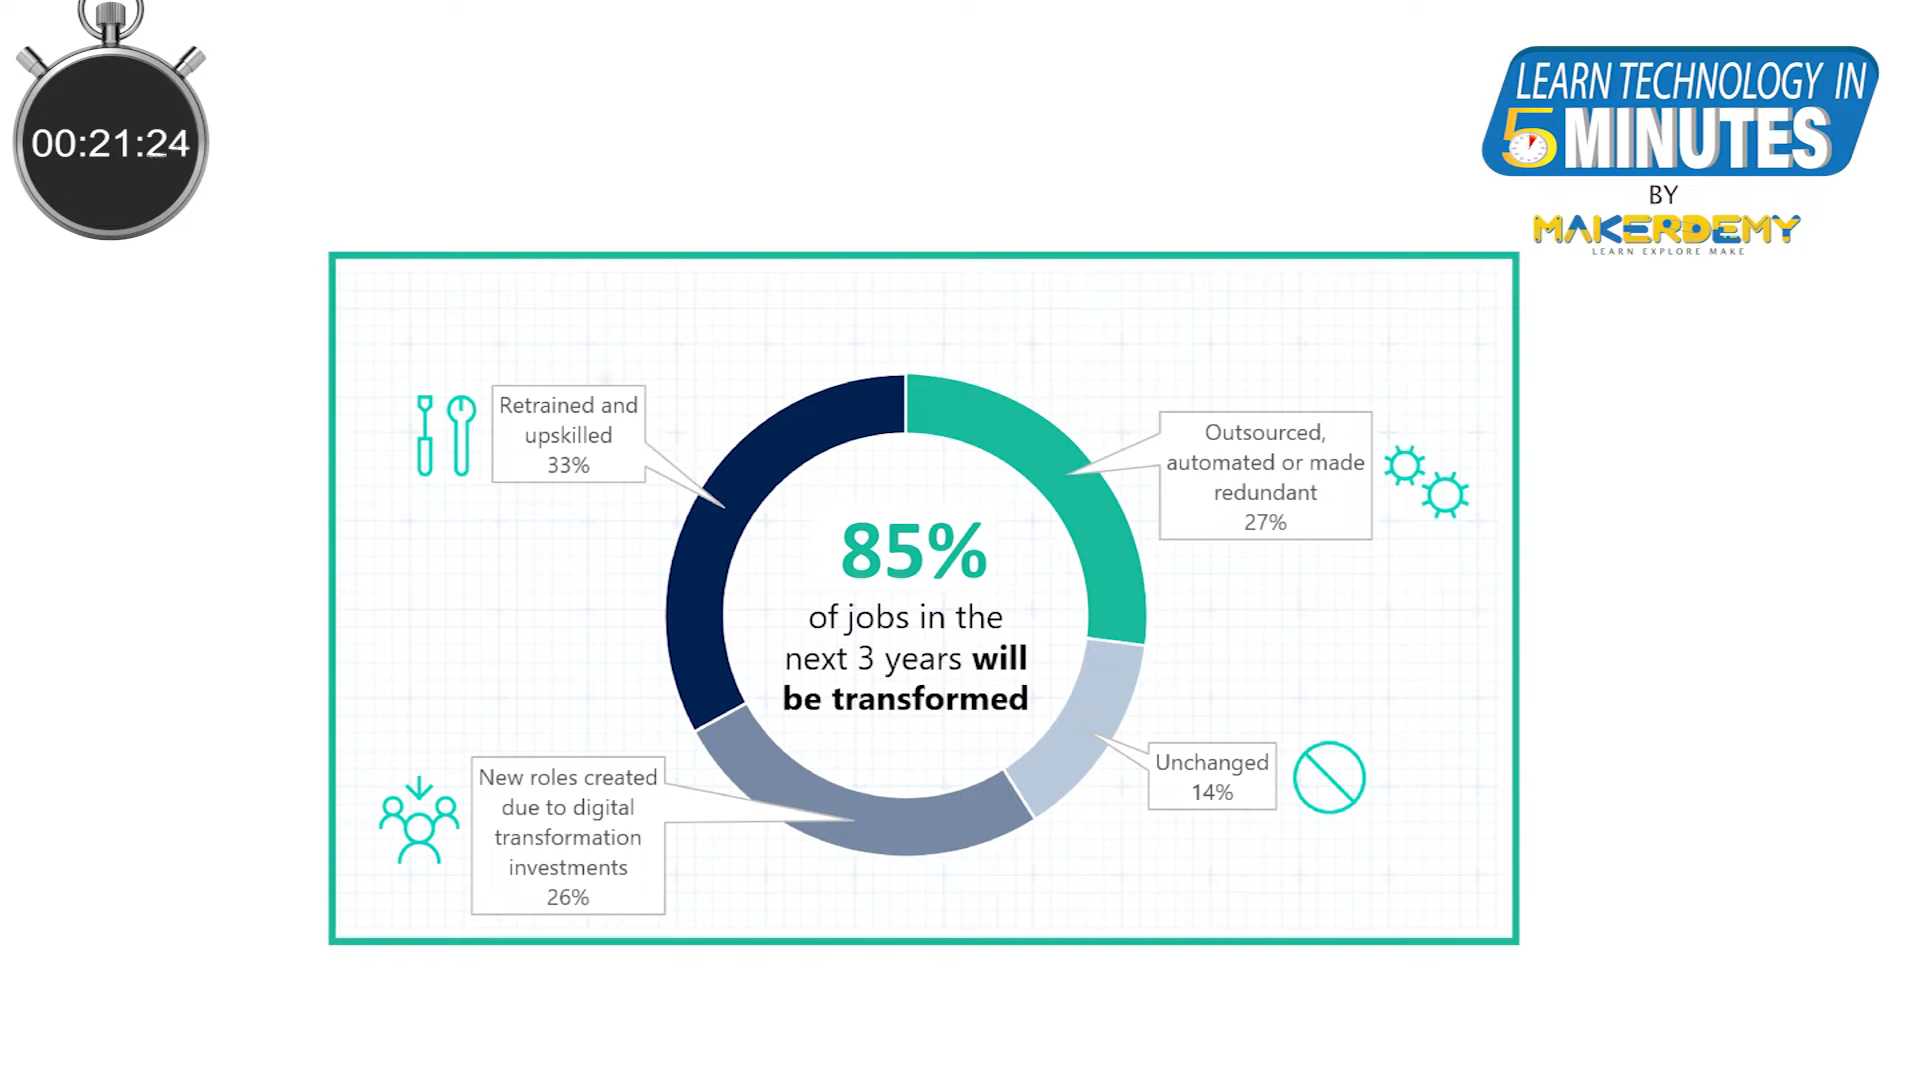 00:21:24
LEARN TECHNOLOGY IN
5 MINUTES
BY
MAKERDEMY
LEARN EXPLORE MAKE
Retrained and
upskilled
33%
Outsourced,
automated or made
redundant
27%
85%
of jobs in the
next 3 years will
be transformed
New roles created
due to digital
transformation
investments
26%
Unchanged
14%